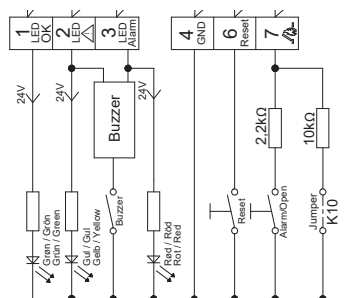 1
LED
OK
2
LED
3
LED
Alarm
4
GND
6
Reset
7
24V
24V
24V
Buzzer
2,2kΩ
10kΩ
Grøn / Grön
Grün / Green
Gul / Gul
Gelb / Yellow
Buzzer
Rød / Röd
Rot / Red
Reset
Alarm/Open
Jumper
K10